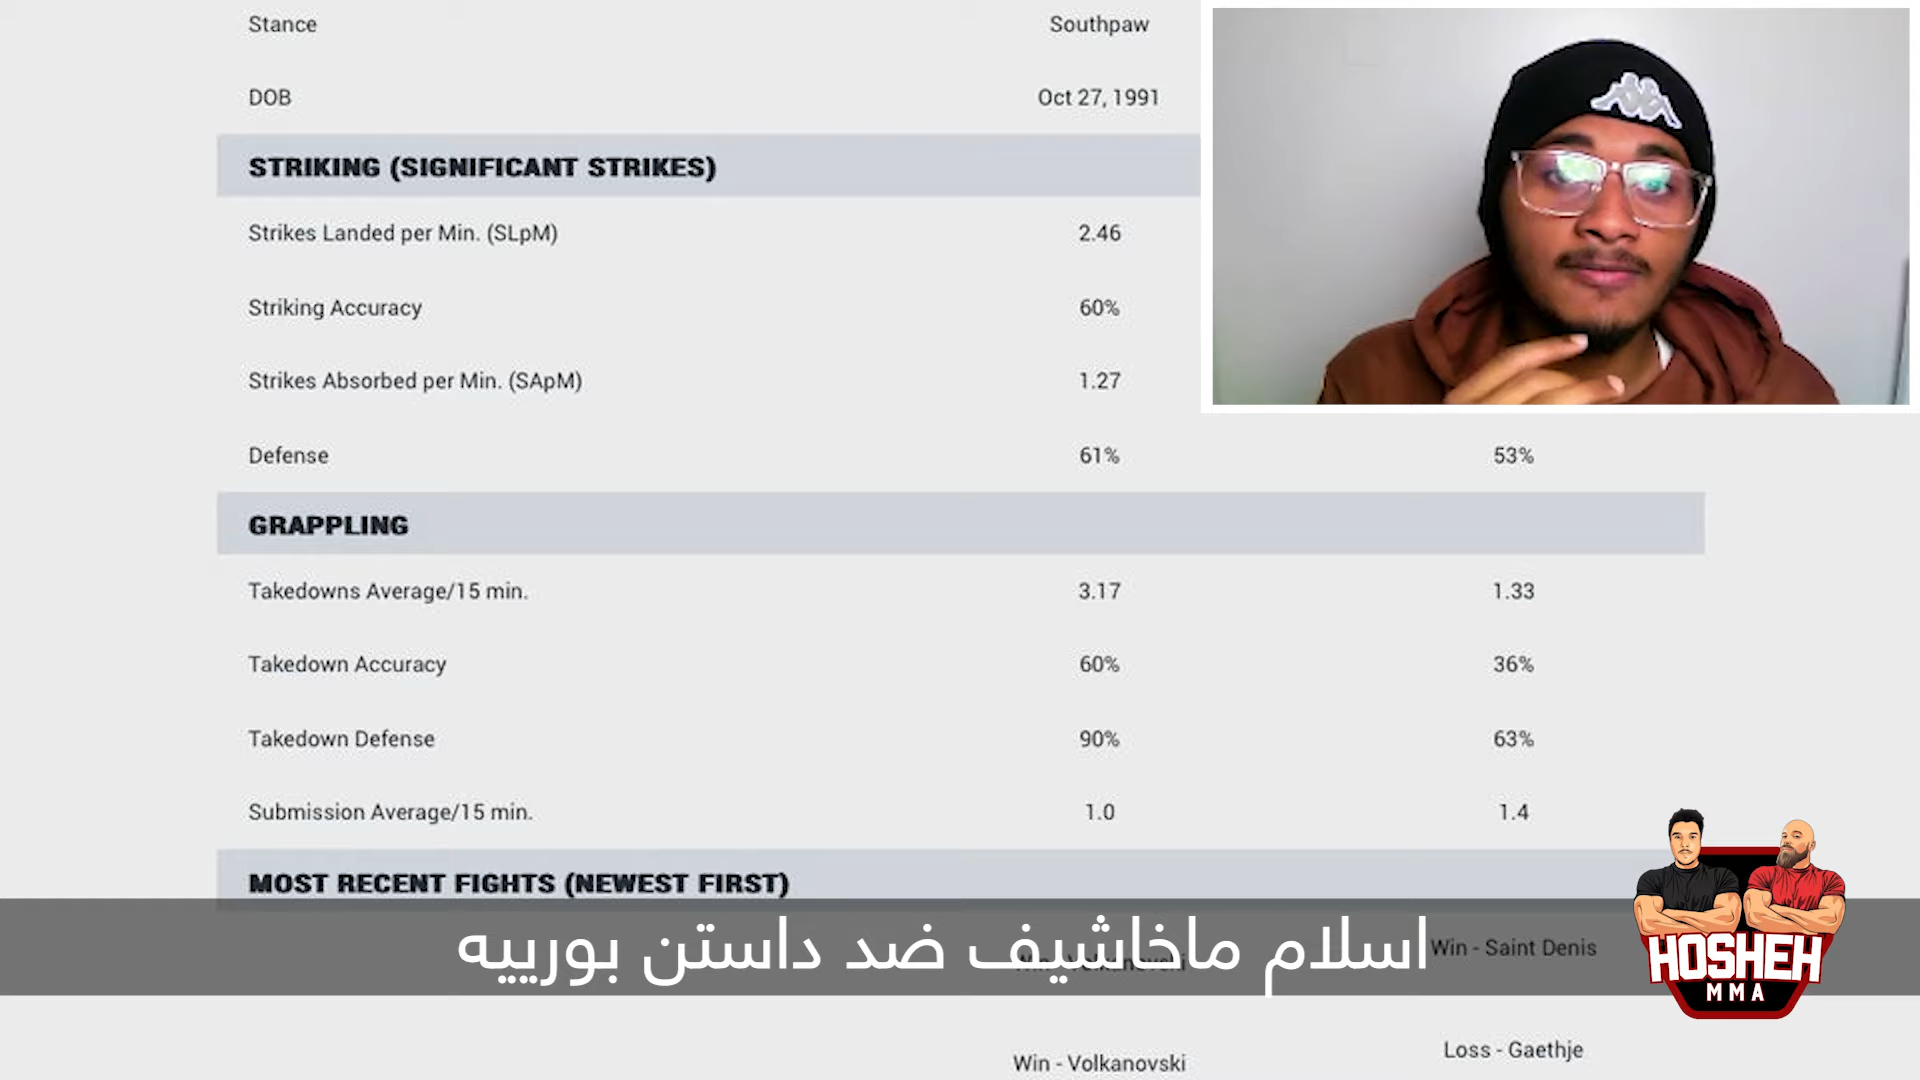 Stance Southpaw
DOB Oct 27, 1991
STRIKING (SIGNIFICANT STRIKES)
Strikes Landed per Min. (SLpM) 2.46
Striking Accuracy 60%
Strikes Absorbed per Min. (SApM) 1.27
Defense 61% 53%
GRAPPLING
Takedowns Average/15 min. 3.17 1.33
Takedown Accuracy 60% 36%
Takedown Defense 90% 63%
Submission Average/15 min. 1.0 1.4
MOST RECENT FIGHTS (NEWEST FIRST)
اسلام ماخاشيف ضد داستن بورييه
Win - Volkanovski Win - Saint Denis
HOSHEH
MMA
Win - Volkanovski Loss - Gaethje